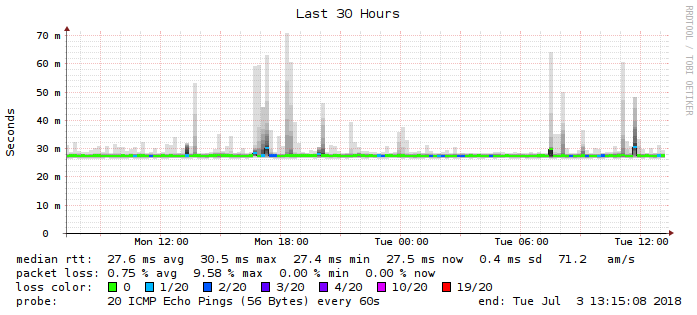 Last 30 Hours
RRDTOOL / TOBI OETIKER
Seconds
70 m
60 m
50 m
40 m
30 m
20 m
10 m
0
Mon 12:00 Mon 18:00 Tue 00:00 Tue 06:00 Tue 12:00
median rtt: 27.6 ms avg 30.5 ms max 27.4 ms min 27.5 ms now 0.4 ms sd 71.2 am/s
packet loss: 0.75 % avg 9.58 % max 0.00 % min 0.00 % now
loss color: 0 1/20 2/20 3/20 4/20 10/20 19/20
probe: 20 ICMP Echo Pings (56 Bytes) every 60s end: Tue Jul 3 13:15:08 2018